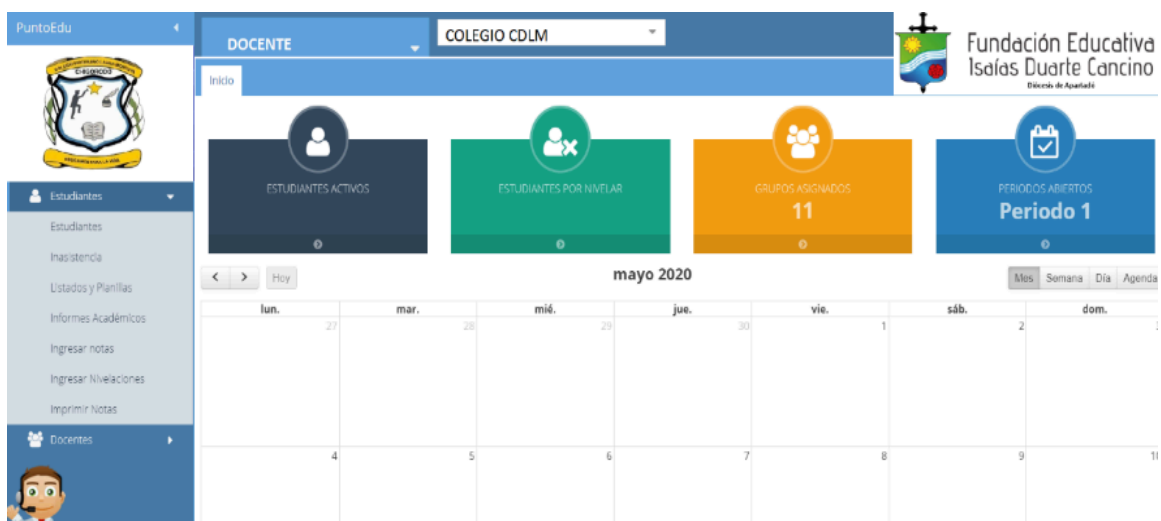 PuntoEdu
CHIGORODO
Estudiantes
Estudiantes
Inasistencia
Listados y Planillas
Informes Académicos
Ingresar notas
Ingresar Nivelaciones
Imprimir Notas
Docentes
DOCENTE
COLEGIO CDLM
Fundación Educativa
Isaías Duarte Cancino
Diócesis de Apartadó
Inicio
ESTUDIANTES ACTIVOS
ESTUDIANTES POR NIVELAR
GRUPOS ASIGNADOS
11
PERIODOS ABIERTOS
Periodo 1
Hoy
mayo 2020
Mes Semana Día Agenda
lun. mar. mié. jue. vie. sáb. dom.
27 28 29 30 1 2
4 5 6 7 8 9 10